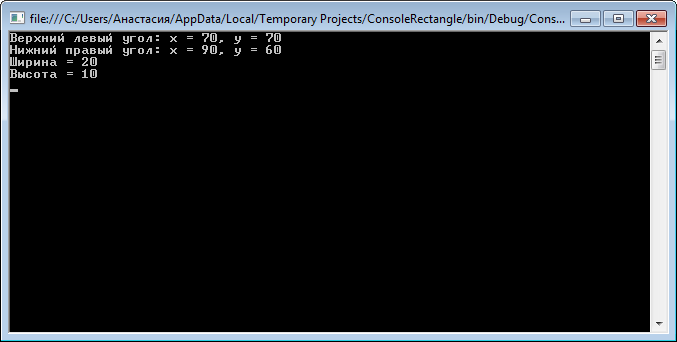 file:///C:/Users/Анастасия/AppData/Local/Temporary Projects/ConsoleRectangle/bin/Debug/Cons...
Верхний левый угол: x = 70, y = 70
Нижний правый угол: x = 90, y = 60
Ширина = 20
Высота = 10